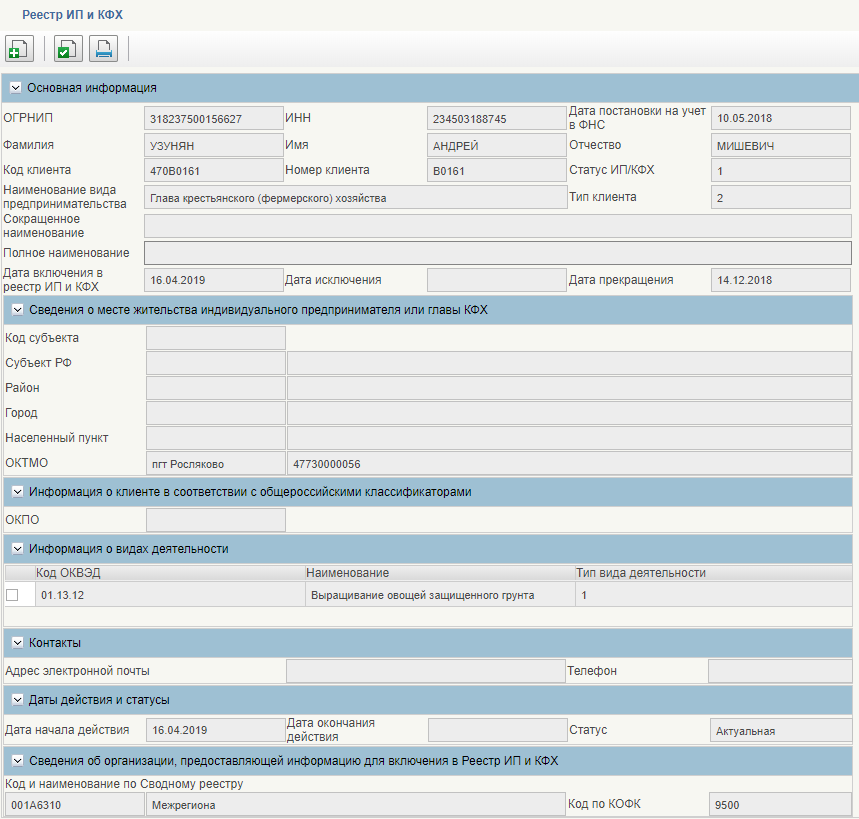 Реестр ИП и КФХ
Основная информация
ОГРНИП 318237500156627 ИНН 234503188745 Дата постановки на учет в ФНС 10.05.2018
Фамилия УЗУНЯН Имя АНДРЕЙ Отчество МИШЕВИЧ
Код клиента 470В0161 Номер клиента В0161 Статус ИП/КФХ 1
Наименование вида предпринимательства Глава крестьянского (фермерского) хозяйства Тип клиента 2
Сокращенное наименование
Полное наименование
Дата включения в реестр ИП и КФХ 16.04.2019 Дата исключения Дата прекращения 14.12.2018
Сведения о месте жительства индивидуального предпринимателя или главы КФХ
Код субъекта
Субъект РФ
Район
Город
Населенный пункт
ОКТМО пгт Росляково 47730000056
Информация о клиенте в соответствии с общероссийскими классификаторами
ОКПО
Информация о видах деятельности
Код ОКВЭД Наименование Тип вида деятельности
01.13.12 Выращивание овощей защищенного грунта 1
Контакты
Адрес электронной почты Телефон
Даты действия и статусы
Дата начала действия 16.04.2019 Дата окончания действия Статус Актуальная
Сведения об организации, предоставляющей информацию для включения в Реестр ИП и КФХ
Код и наименование по Сводному реестру
001А6310 Межрегиона Код по КОФК 9500